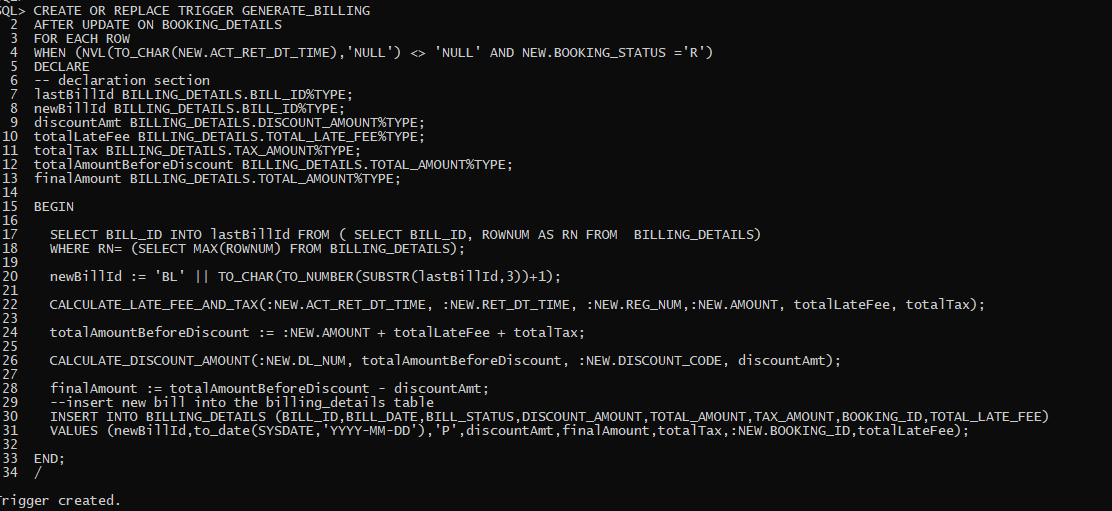 SQL> CREATE OR REPLACE TRIGGER GENERATE_BILLING
2 AFTER UPDATE ON BOOKING_DETAILS
3 FOR EACH ROW
4 WHEN (NVL(TO_CHAR(NEW.ACT_RET_DT_TIME),'NULL') <> 'NULL' AND NEW.BOOKING_STATUS ='R')
5 DECLARE
6 -- declaration section
7 lastBillId BILLING_DETAILS.BILL_ID%TYPE;
8 newBillId BILLING_DETAILS.BILL_ID%TYPE;
9 discountAmt BILLING_DETAILS.DISCOUNT_AMOUNT%TYPE;
10 totalLateFee BILLING_DETAILS.TOTAL_LATE_FEE%TYPE;
11 totalTax BILLING_DETAILS.TAX_AMOUNT%TYPE;
12 totalAmountBeforeDiscount BILLING_DETAILS.TOTAL_AMOUNT%TYPE;
13 finalAmount BILLING_DETAILS.TOTAL_AMOUNT%TYPE;
14
15 BEGIN
16
17 SELECT BILL_ID INTO lastBillId FROM ( SELECT BILL_ID, ROWNUM AS RN FROM  BILLING_DETAILS)
18 WHERE RN= (SELECT MAX(ROWNUM) FROM BILLING_DETAILS);
19
20 newBillId := 'BL' || TO_CHAR(TO_NUMBER(SUBSTR(lastBillId,3))+1);
21
22 CALCULATE_LATE_FEE_AND_TAX(:NEW.ACT_RET_DT_TIME, :NEW.RET_DT_TIME, :NEW.REG_NUM,:NEW.AMOUNT, totalLateFee, totalTax);
23
24 totalAmountBeforeDiscount := :NEW.AMOUNT + totalLateFee + totalTax;
25
26 CALCULATE_DISCOUNT_AMOUNT(:NEW.DL_NUM, totalAmountBeforeDiscount, :NEW.DISCOUNT_CODE, discountAmt);
27
28 finalAmount := totalAmountBeforeDiscount - discountAmt;
29 --insert new bill into the billing_details table
30 INSERT INTO BILLING_DETAILS (BILL_ID,BILL_DATE,BILL_STATUS,DISCOUNT_AMOUNT,TOTAL_AMOUNT,TAX_AMOUNT,BOOKING_ID,TOTAL_LATE_FEE)
31 VALUES (newBillId,to_date(SYSDATE,'YYYY-MM-DD'),'P',discountAmt,finalAmount,totalTax,:NEW.BOOKING_ID,totalLateFee);
32
33 END;
34 /
Trigger created.